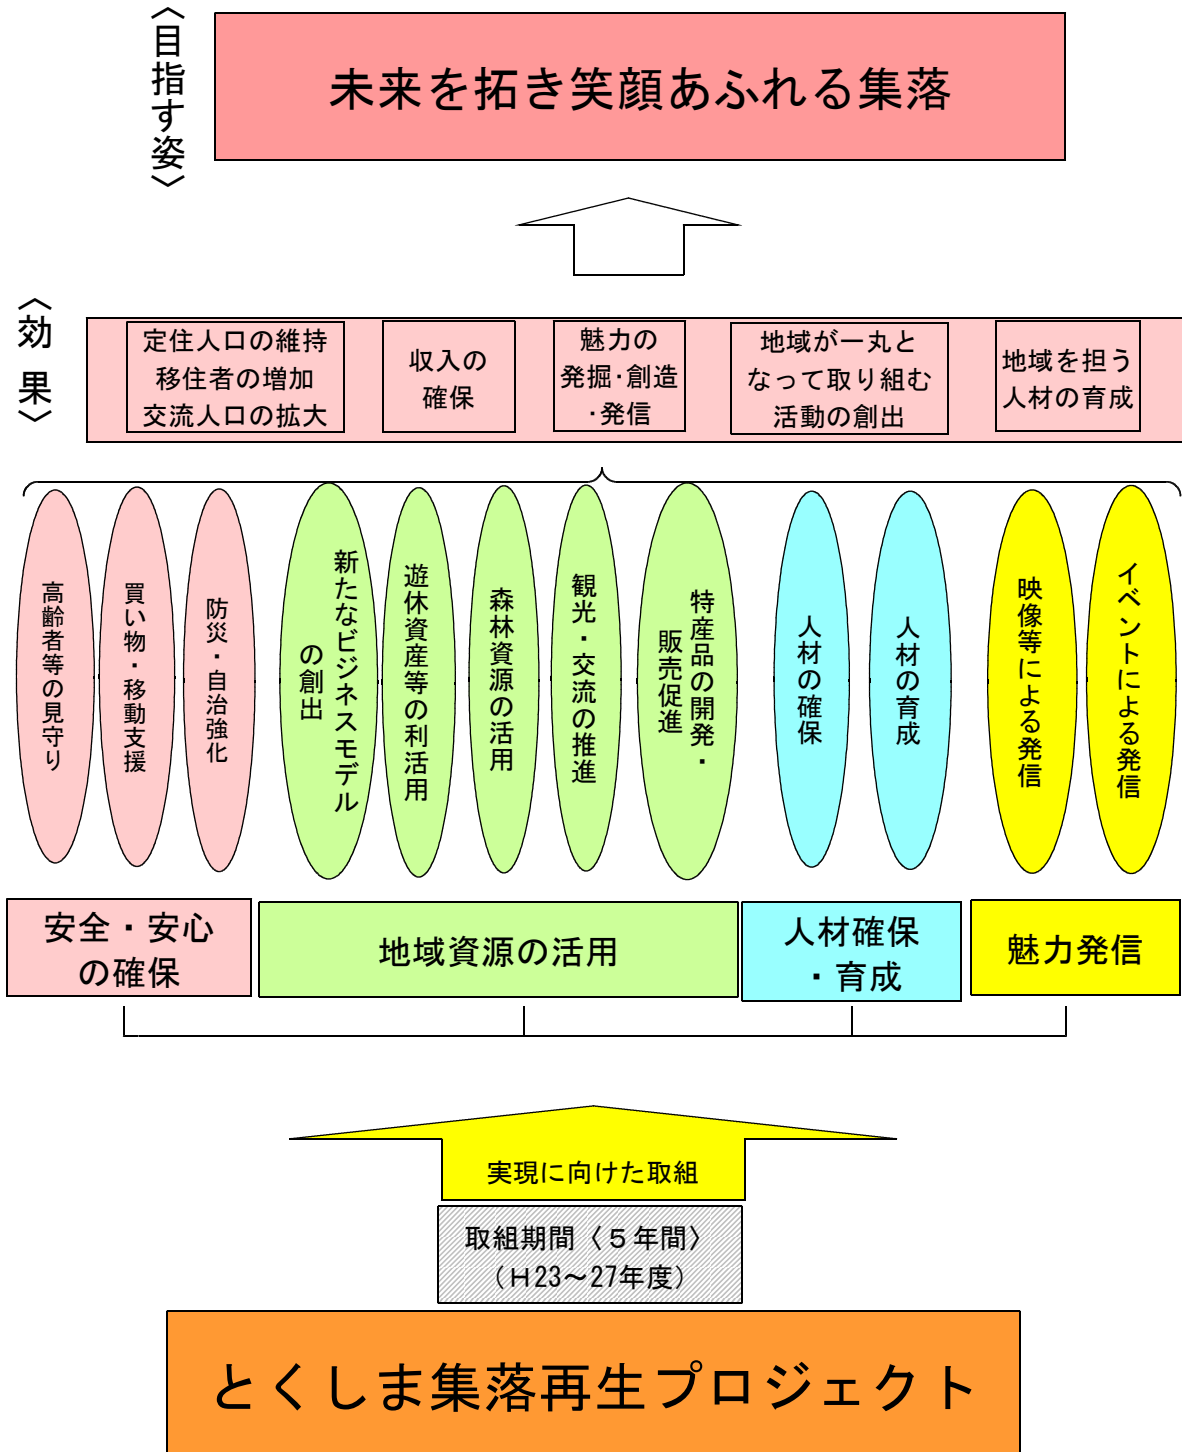 〈目指す姿〉
未来を拓き笑顔あふれる集落
〈効果〉
定住人口の維持
移住者の増加
交流人口の拡大
収入の
確保
魅力の
発掘・創造
・発信
地域が一丸と
なって取り組む
活動の創出
地域を担う
人材の育成
高齢者等の見守り
買い物・移動支援
防災・自治強化
新たなビジネスモデル
の創出
遊休資産等の利活用
森林資源の活用
観光・交流の推進
特産品の開発・
販売促進
人材の確保
人材の育成
映像等による発信
イベントによる発信
安全・安心
の確保
地域資源の活用
人材確保
・育成
魅力発信
実現に向けた取組
取組期間〈５年間〉
（Ｈ23～27年度）
とくしま集落再生プロジェクト